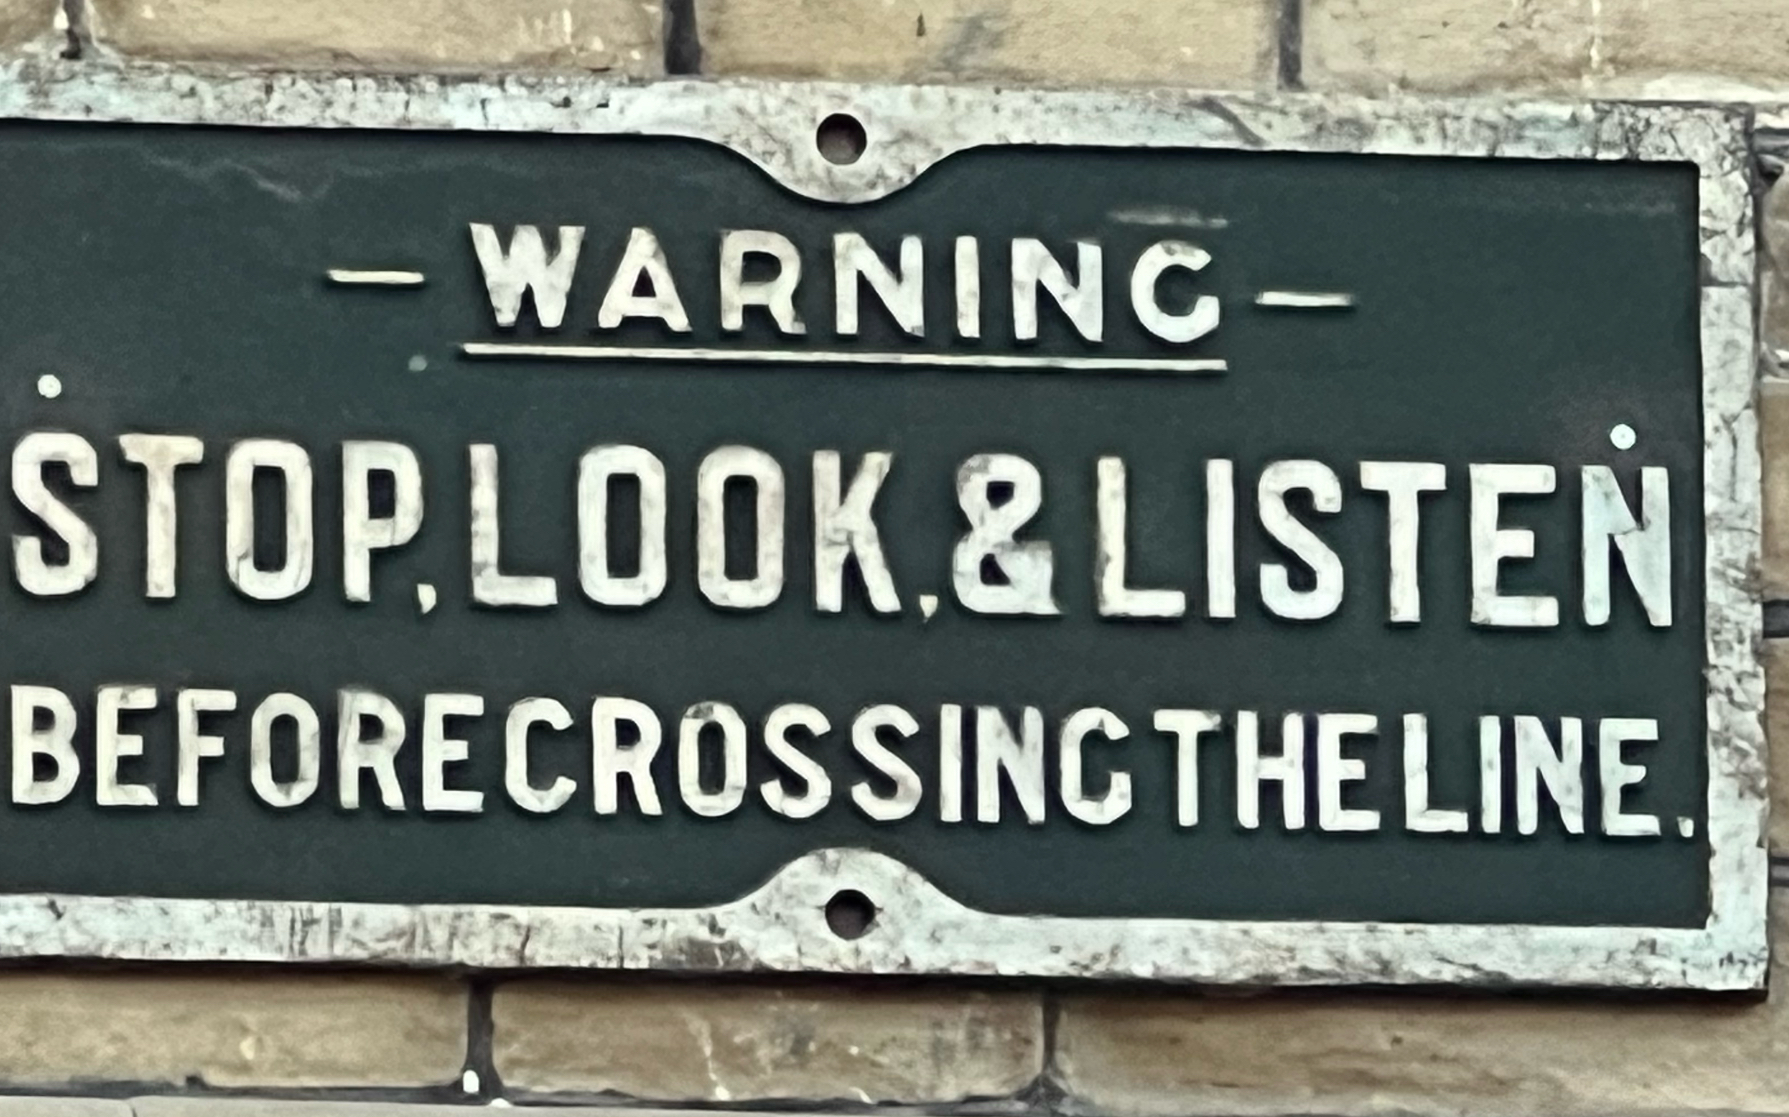 — WARNING —
STOP, LOOK, & LISTEN
BEFORE CROSSING THE LINE.